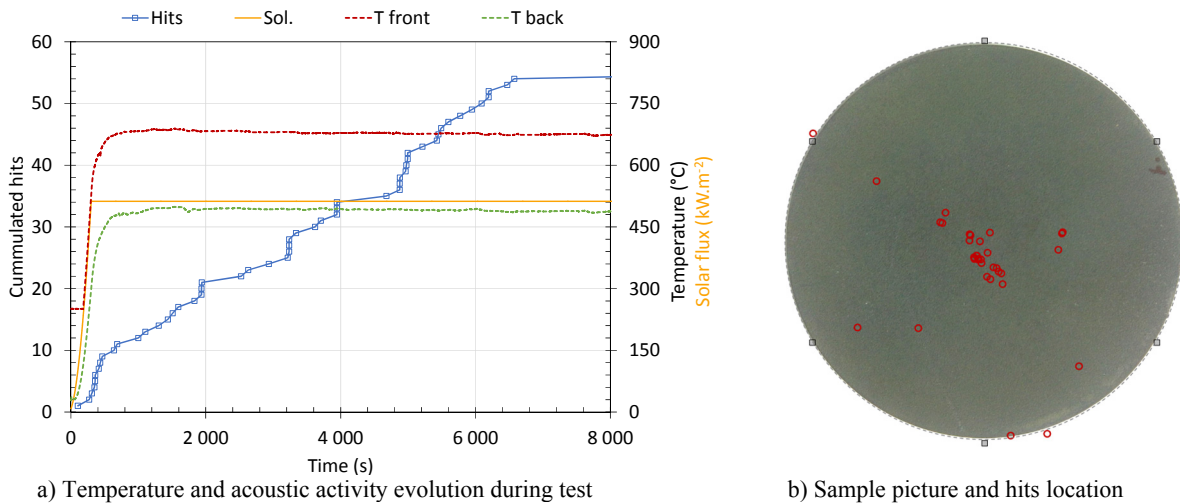 Hits Sol. T front T back
60 900
50 750
40 600
30 450
20 300
10 150
0 0
0 2 000 4 000 6 000 8 000
Cummulated hits
Time (s)
Temperature (°C)
Solar flux (kW.m-2)
a) Temperature and acoustic activity evolution during test
b) Sample picture and hits location